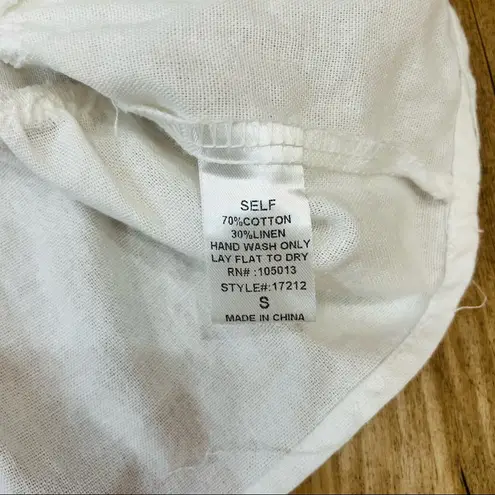 SELF
70%COTTON
30%LINEN
HAND WASH ONLY
LAY FLAT TO DRY
RN# :105013
STYLE#:17212
S
MADE IN CHINA